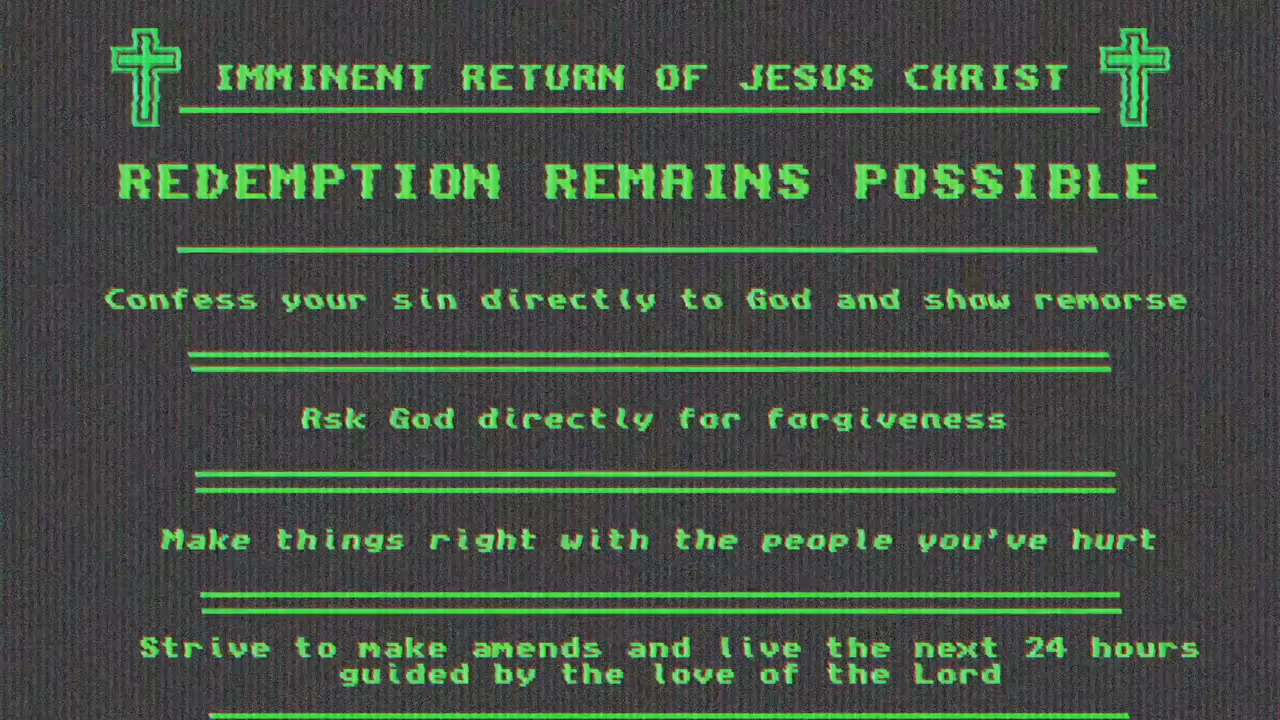 IMMINENT RETURN OF JESUS CHRIST
REDEMPTION REMAINS POSSIBLE
Confess your sin directly to God and show remorse
Ask God directly for forgiveness
Make things right with the people you've hurt
Strive to make amends and live the next 24 hours
guided by the love of the Lord